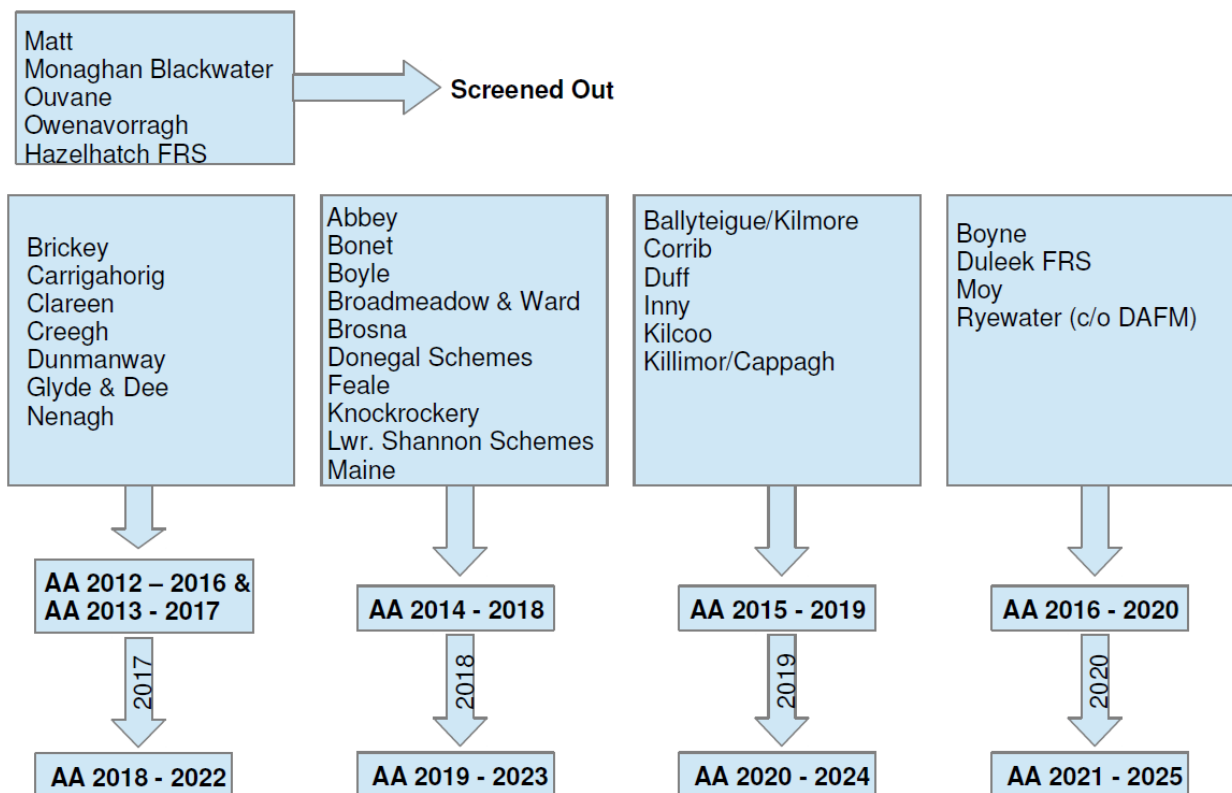 Matt
Monaghan Blackwater
Ouvane
Owenavorragh
Hazelhatch FRS
Screened Out
Brickey
Carrigahorig
Clareen
Creegh
Dunmanway
Glyde & Dee
Nenagh
AA 2012 – 2016 &
AA 2013 - 2017
2017
AA 2018 - 2022
Abbey
Bonet
Boyle
Broadmeadow & Ward
Brosna
Donegal Schemes
Feale
Knockrockery
Lwr. Shannon Schemes
Maine
AA 2014 - 2018
2018
AA 2019 - 2023
Ballyteigue/Kilmore
Corrib
Duff
Inny
Kilcoo
Killimor/Cappagh
AA 2015 - 2019
2019
AA 2020 - 2024
Boyne
Duleek FRS
Moy
Ryewater (c/o DAFM)
AA 2016 - 2020
2020
AA 2021 - 2025